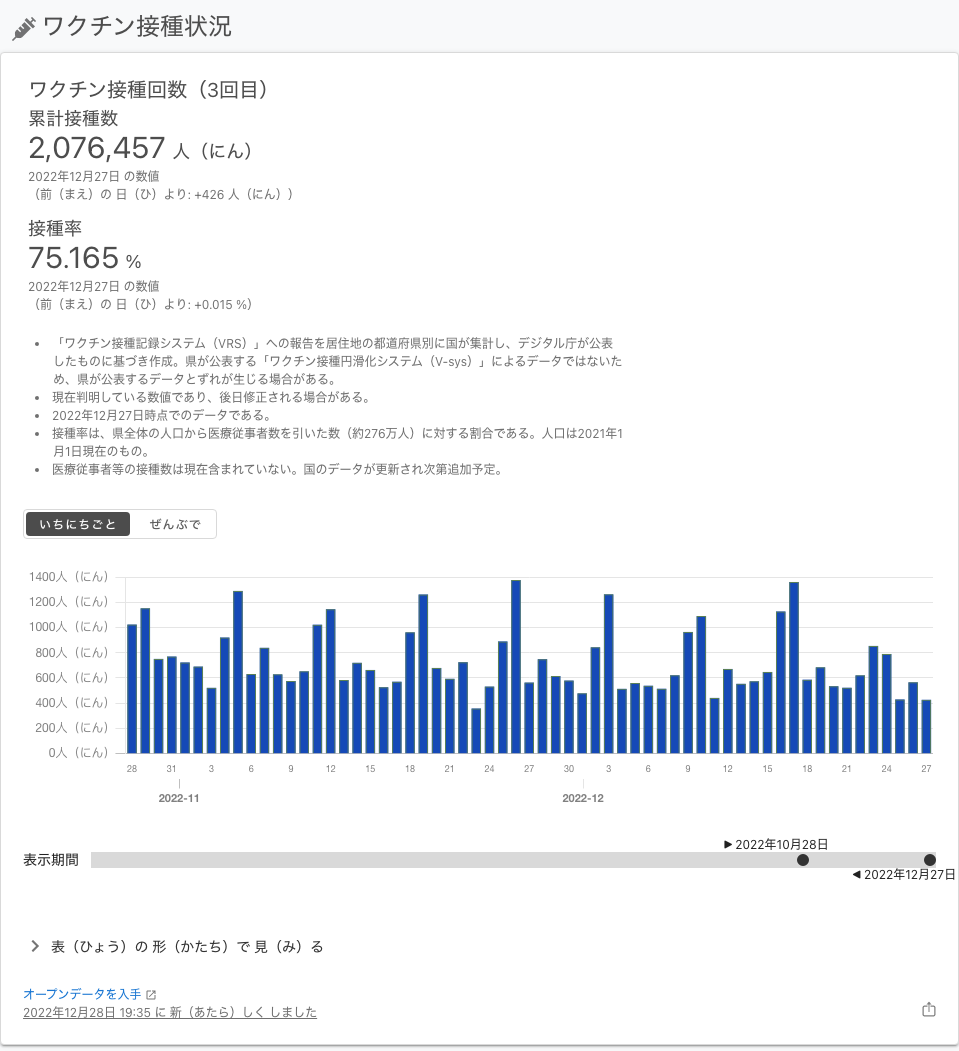 ワクチン接種状況
ワクチン接種回数（3回目）
累計接種数
2,076,457 人（にん）
2022年12月27日 の数値
（前（まえ）の 日（ひ）より: +426 人（にん））
接種率
75.165 %
2022年12月27日 の数値
（前（まえ）の 日（ひ）より: +0.015 %）
「ワクチン接種記録システム（VRS）」への報告を居住地の都道府県別に国が集計し、デジタル庁が公表
したものに基づき作成。県が公表する「ワクチン接種円滑化システム（V-sys）」によるデータではないた
め、県が公表するデータとずれが生じる場合がある。
現在判明している数値であり、後日修正される場合がある。
2022年12月27日時点でのデータである。
接種率は、県全体の人口から医療従事者数を引いた数（約276万人）に対する割合である。人口は2021年1
月1日現在のもの。
医療従事者等の接種数は現在含まれていない。国のデータが更新され次第追加予定。
いちにちごと ぜんぶで
1400人（にん）
1200人（にん）
1000人（にん）
800人（にん）
600人（にん）
400人（にん）
200人（にん）
0人（にん）
28 31 3 6 9 12 15 18 21 24 27 30 3 6 9 12 15 18 21 24 27
2022-11 2022-12
2022年10月28日
表示期間
2022年12月27日
表（ひょう）の 形（かたち）で 見（み）る
オープンデータを入手
2022年12月28日 19:35 に 新（あたら）しく しました